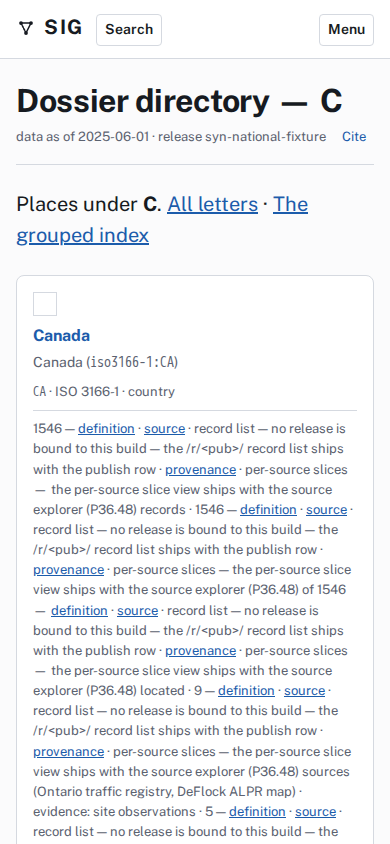 SIG
Search
Menu
Dossier directory — C
data as of 2025-06-01 · release syn-national-fixture Cite
Places under C. All letters · The
grouped index
Canada
Canada (iso3166-1:CA)
CA · ISO 3166-1 · country
1546 — definition · source · record list — no release is
bound to this build — the /r/<pub>/ record list ships
with the publish row · provenance · per-source slices
— the per-source slice view ships with the source
explorer (P36.48) records · 1546 — definition · source ·
record list — no release is bound to this build — the
/r/<pub>/ record list ships with the publish row ·
provenance · per-source slices — the per-source slice
view ships with the source explorer (P36.48) of 1546
— definition · source · record list — no release is
bound to this build — the /r/<pub>/ record list ships
with the publish row · provenance · per-source slices
— the per-source slice view ships with the source
explorer (P36.48) located · 9 — definition · source ·
record list — no release is bound to this build — the
/r/<pub>/ record list ships with the publish row ·
provenance · per-source slices — the per-source slice
view ships with the source explorer (P36.48) sources
(Ontario traffic registry, DeFlock ALPR map) ·
evidence: site observations · 5 — definition · source ·
record list — no release is bound to this build — the